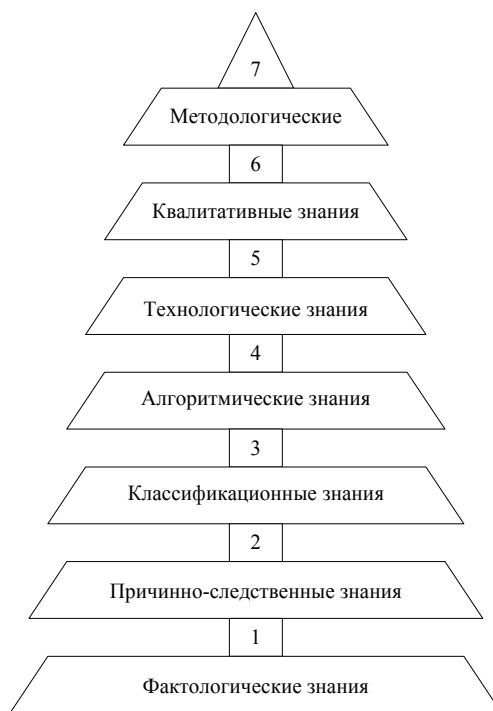 7
Методологические
6
Квалитативные знания
5
Технологические знания
4
Алгоритмические знания
3
Классификационные знания
2
Причинно-следственные знания
1
Фактологические знания